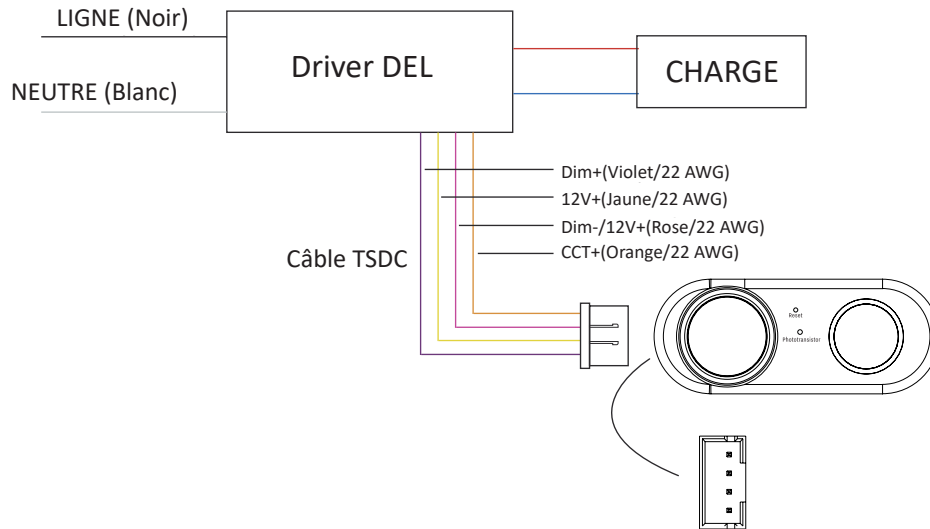 LIGNE (Noir)
Driver DEL
CHARGE
NEUTRE (Blanc)
Dim+(Violet/22 AWG)
12V+(Jaune/22 AWG)
Dim-/12V+(Rose/22 AWG)
CCT+(Orange/22 AWG)
Câble TSDC
Reset
Phototransistor